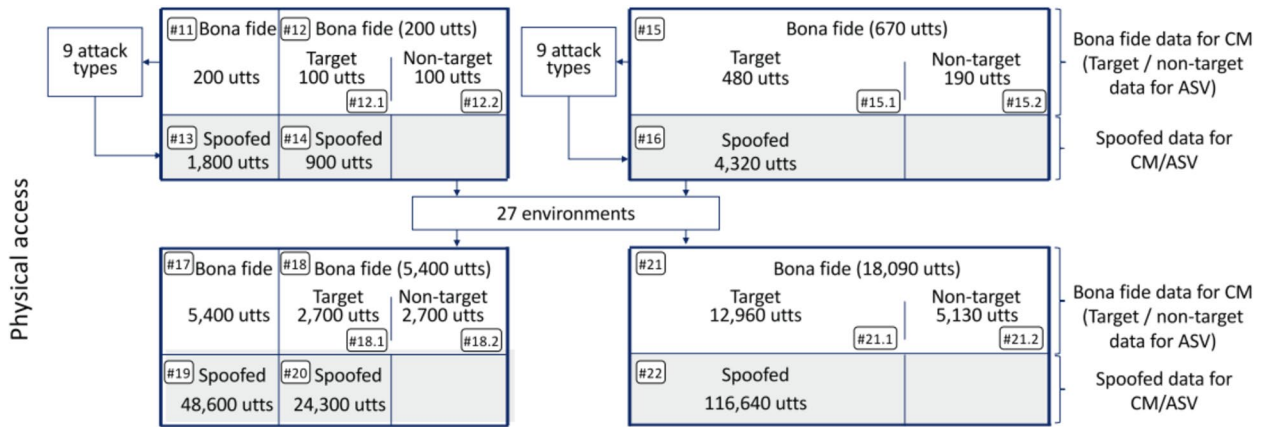 Physical access
9 attack
types
#11 Bona fide
200 utts
#12 Bona fide (200 utts)
Target
100 utts
#12.1
Non-target
100 utts
#12.2
#13 Spoofed
1,800 utts
#14 Spoofed
900 utts
9 attack
types
#15
Bona fide (670 utts)
Target
480 utts
#15.1
Non-target
190 utts
#15.2
#16
Spoofed
4,320 utts
Bona fide data for CM
(Target / non-target
data for ASV)
Spoofed data for
CM/ASV
27 environments
#17 Bona fide
5,400 utts
#18 Bona fide (5,400 utts)
Target
2,700 utts
#18.1
Non-target
2,700 utts
#18.2
#19 Spoofed
48,600 utts
#20 Spoofed
24,300 utts
#21
Bona fide (18,090 utts)
Target
12,960 utts
#21.1
Non-target
5,130 utts
#21.2
#22
Spoofed
116,640 utts
Bona fide data for CM
(Target / non-target
data for ASV)
Spoofed data for
CM/ASV